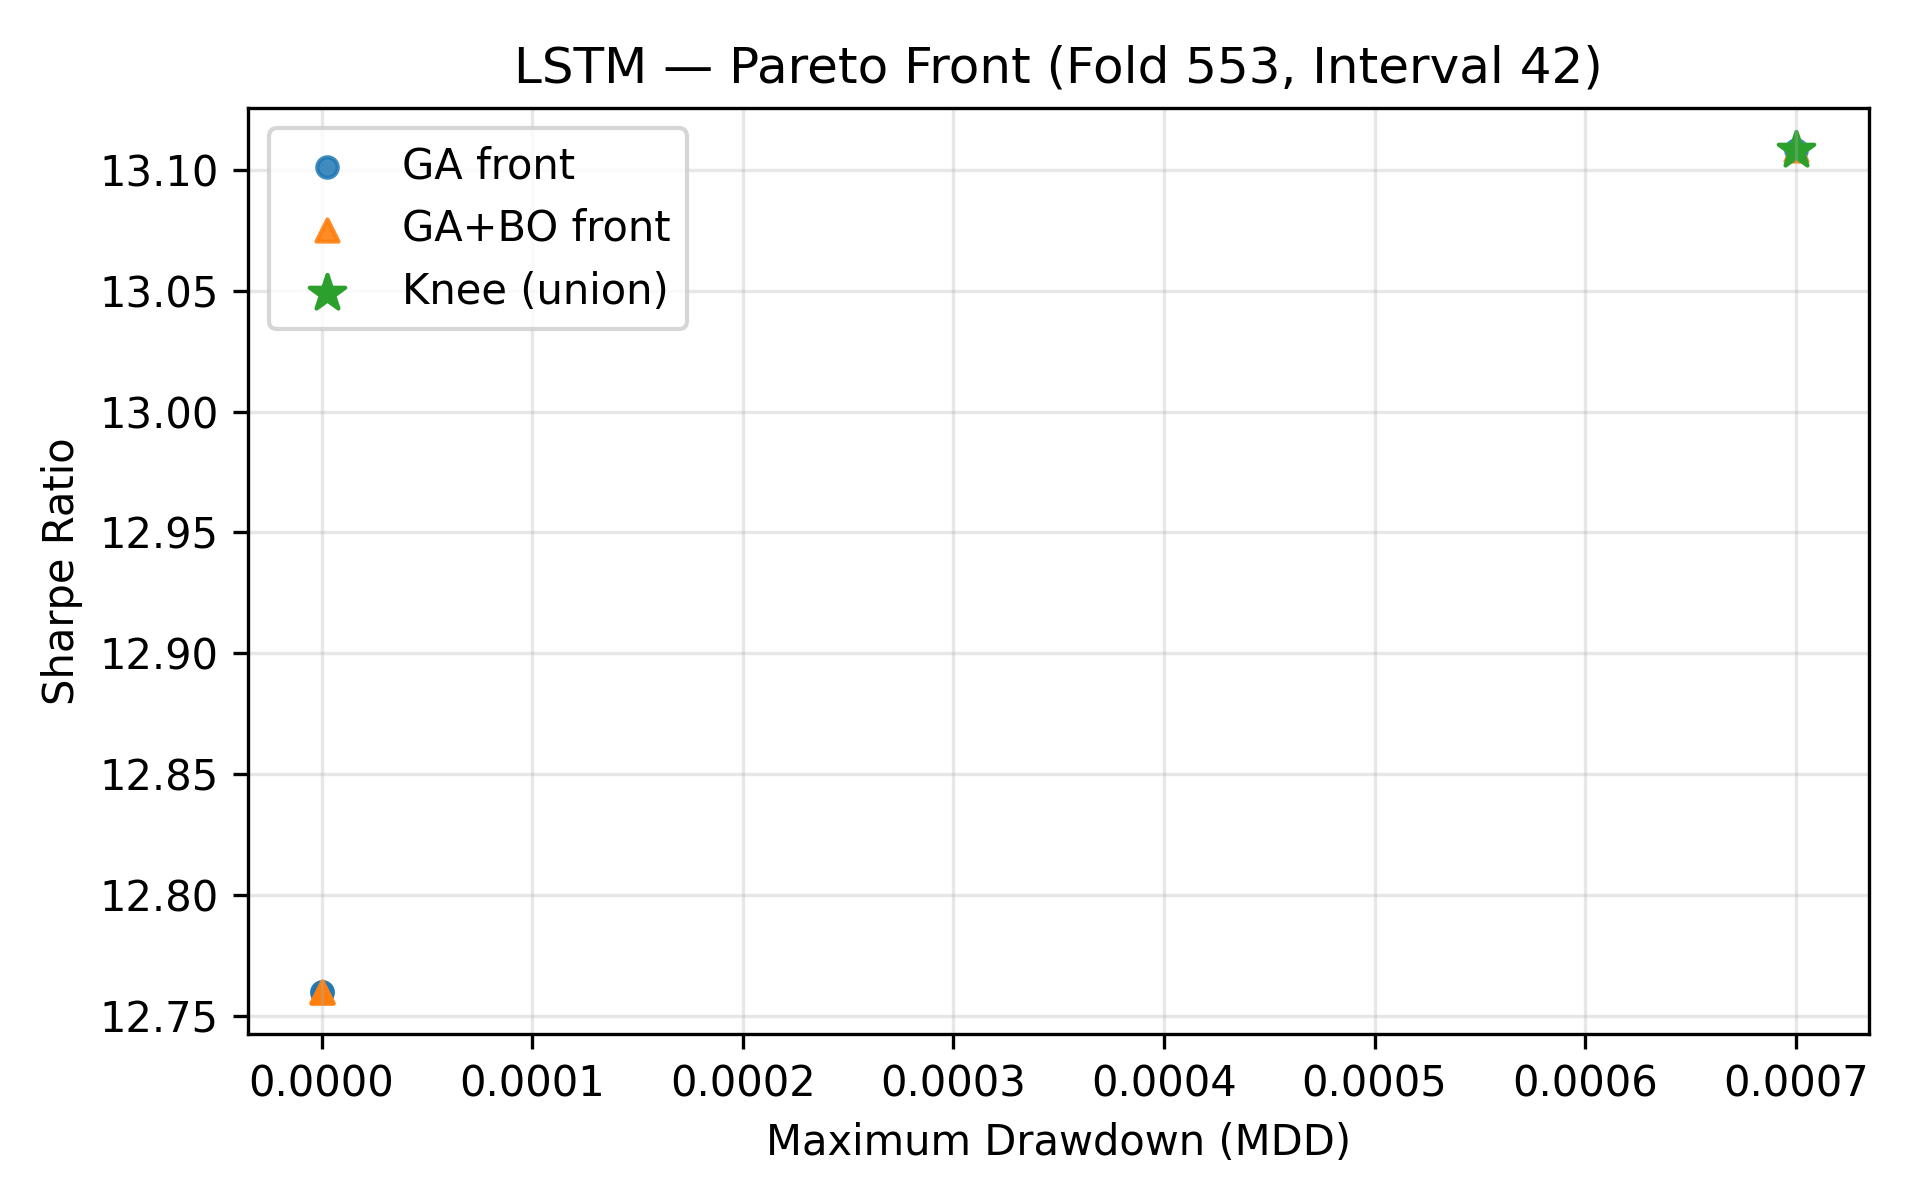 LSTM — Pareto Front (Fold 553, Interval 42)
GA front
GA+BO front
Knee (union)
Sharpe Ratio
13.10
13.05
13.00
12.95
12.90
12.85
12.80
12.75
0.0000 0.0001 0.0002 0.0003 0.0004 0.0005 0.0006 0.0007
Maximum Drawdown (MDD)